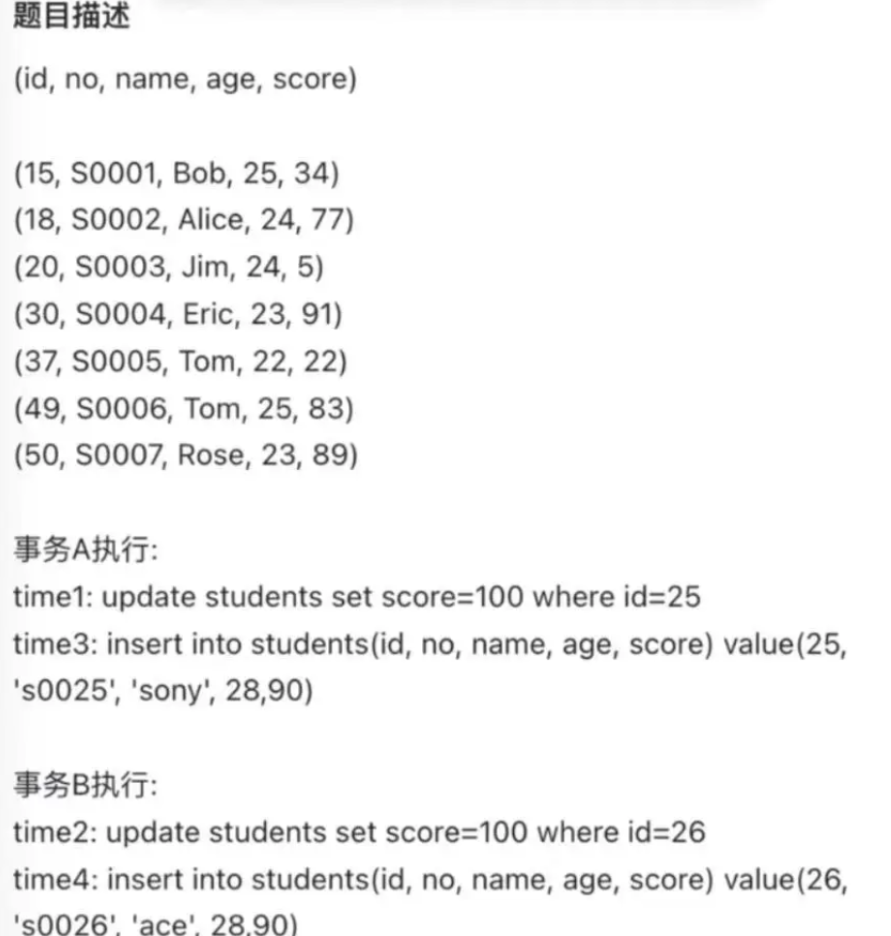 题目描述
(id, no, name, age, score)
(15, S0001, Bob, 25, 34)
(18, S0002, Alice, 24, 77)
(20, S0003, Jim, 24, 5)
(30, S0004, Eric, 23, 91)
(37, S0005, Tom, 22, 22)
(49, S0006, Tom, 25, 83)
(50, S0007, Rose, 23, 89)
事务A执行:
time1: update students set score=100 where id=25
time3: insert into students(id, no, name, age, score) value(25,
's0025', 'sony', 28,90)
事务B执行:
time2: update students set score=100 where id=26
time4: insert into students(id, no, name, age, score) value(26,
's0026', 'ace', 28,90)